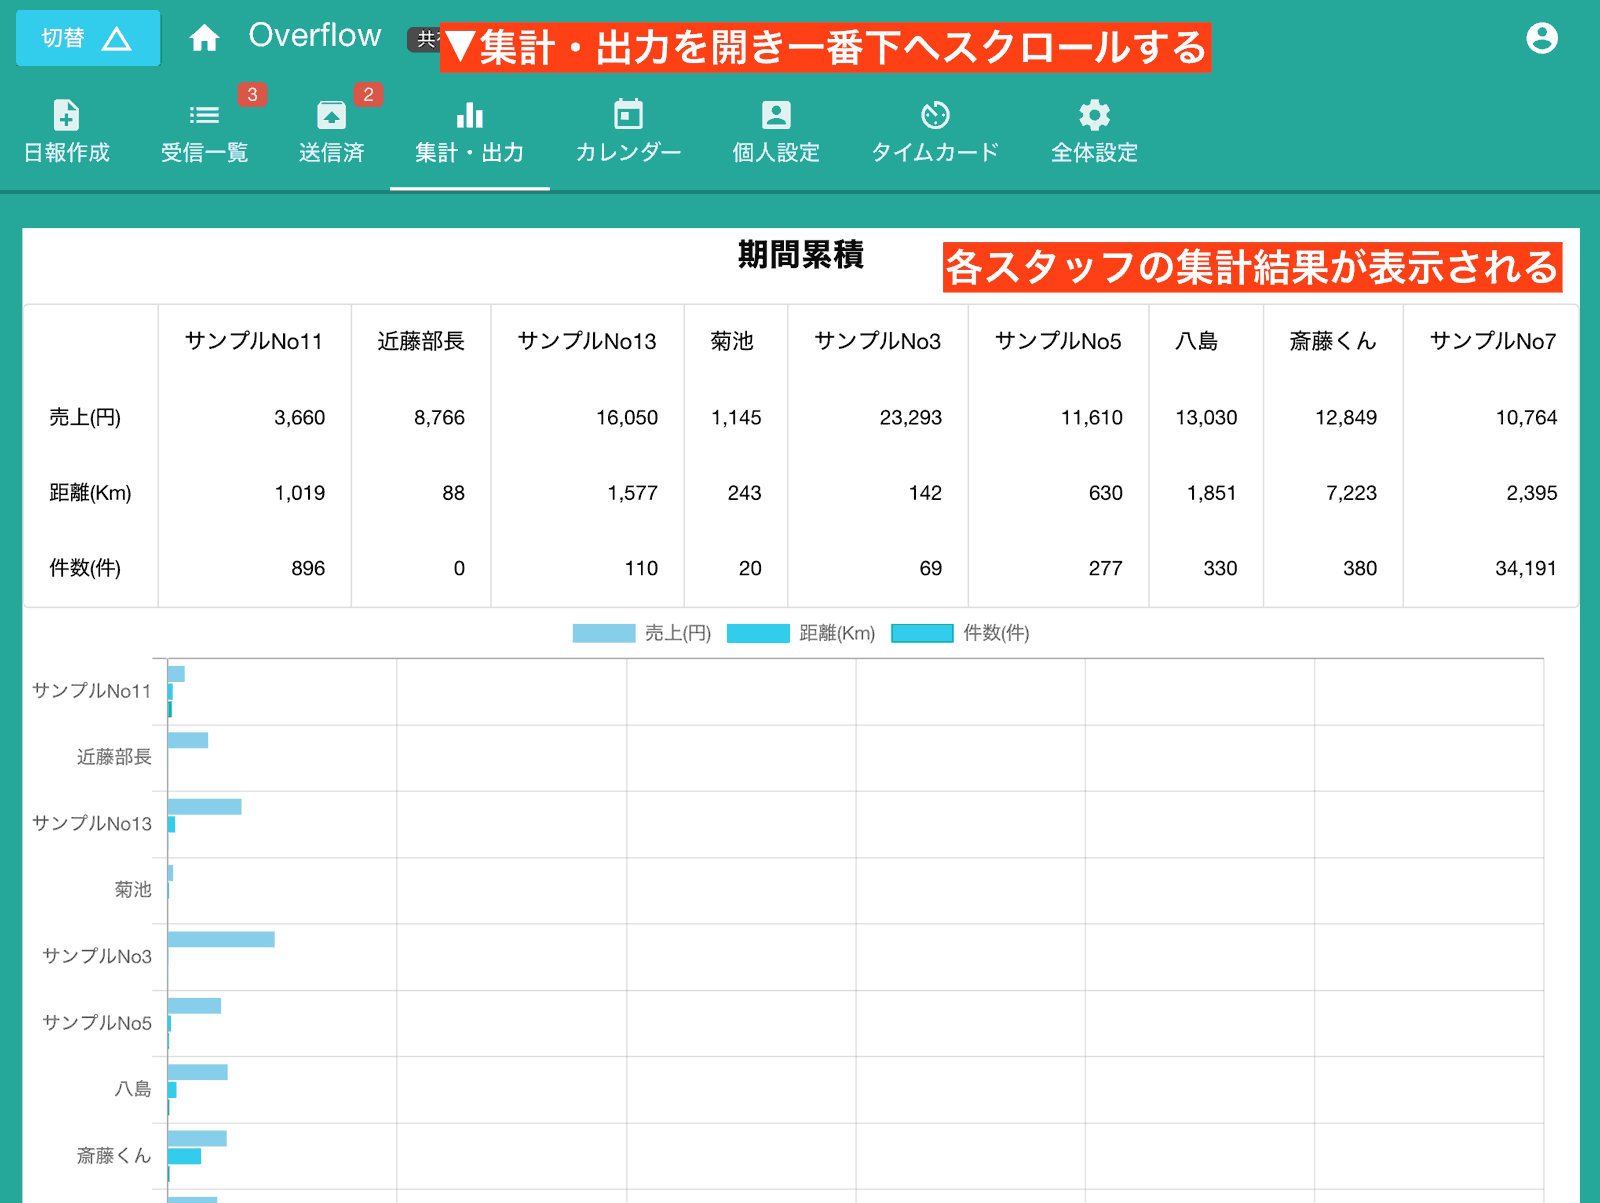 切替 Overflow 共
▼集計・出力を開き一番下へスクロールする
3 2
日報作成 受信一覧 送信済 集計・出力 カレンダー 個人設定 タイムカード 全体設定
期間累積
各スタッフの集計結果が表示される
サンプルNo11 近藤部長 サンプルNo13 菊池 サンプルNo3 サンプルNo5 八島 斎藤くん サンプルNo7
売上(円) 3,660 8,766 16,050 1,145 23,293 11,610 13,030 12,849 10,764
距離(Km) 1,019 88 1,577 243 142 630 1,851 7,223 2,395
件数(件) 896 0 110 20 69 277 330 380 34,191
売上(円) 距離(Km) 件数(件)
サンプルNo11
近藤部長
サンプルNo13
菊池
サンプルNo3
サンプルNo5
八島
斎藤くん